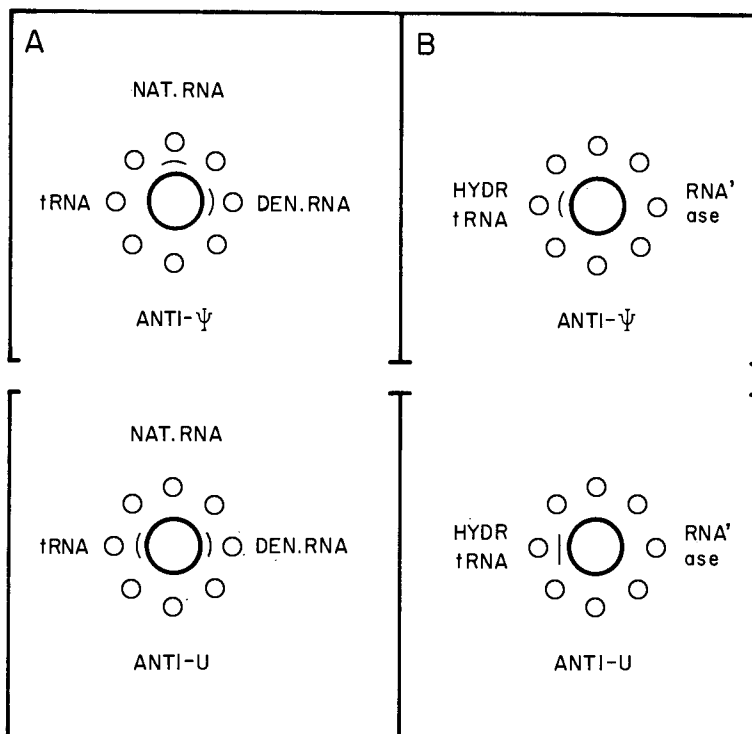 A
NAT. RNA
tRNA
DEN. RNA
ANTI-Ψ
B
HYDR
tRNA
RNA'
ase
ANTI-Ψ
NAT. RNA
tRNA
DEN. RNA
ANTI-U
HYDR
tRNA
RNA'
ase
ANTI-U